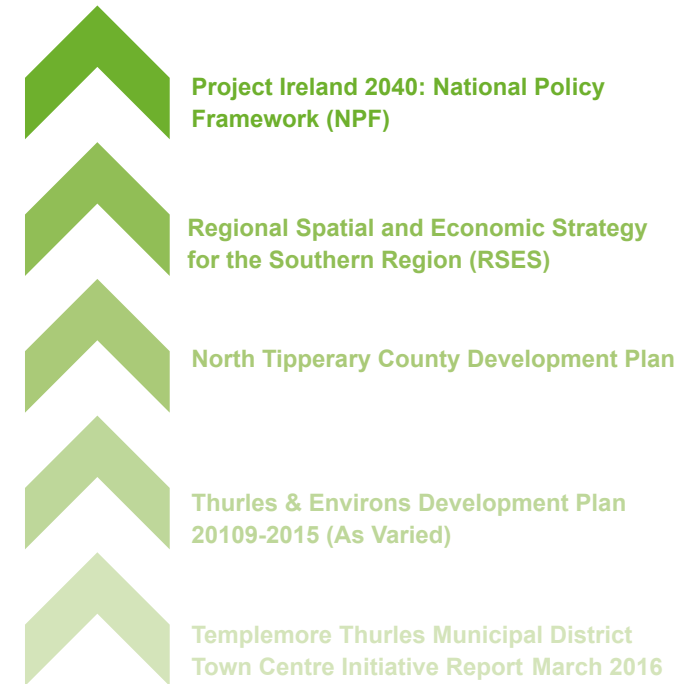 Project Ireland 2040: National Policy
Framework (NPF)
Regional Spatial and Economic Strategy
for the Southern Region (RSES)
North Tipperary County Development Plan
Thurles & Environs Development Plan
20109-2015 (As Varied)
Templemore Thurles Municipal District
Town Centre Initiative Report March 2016